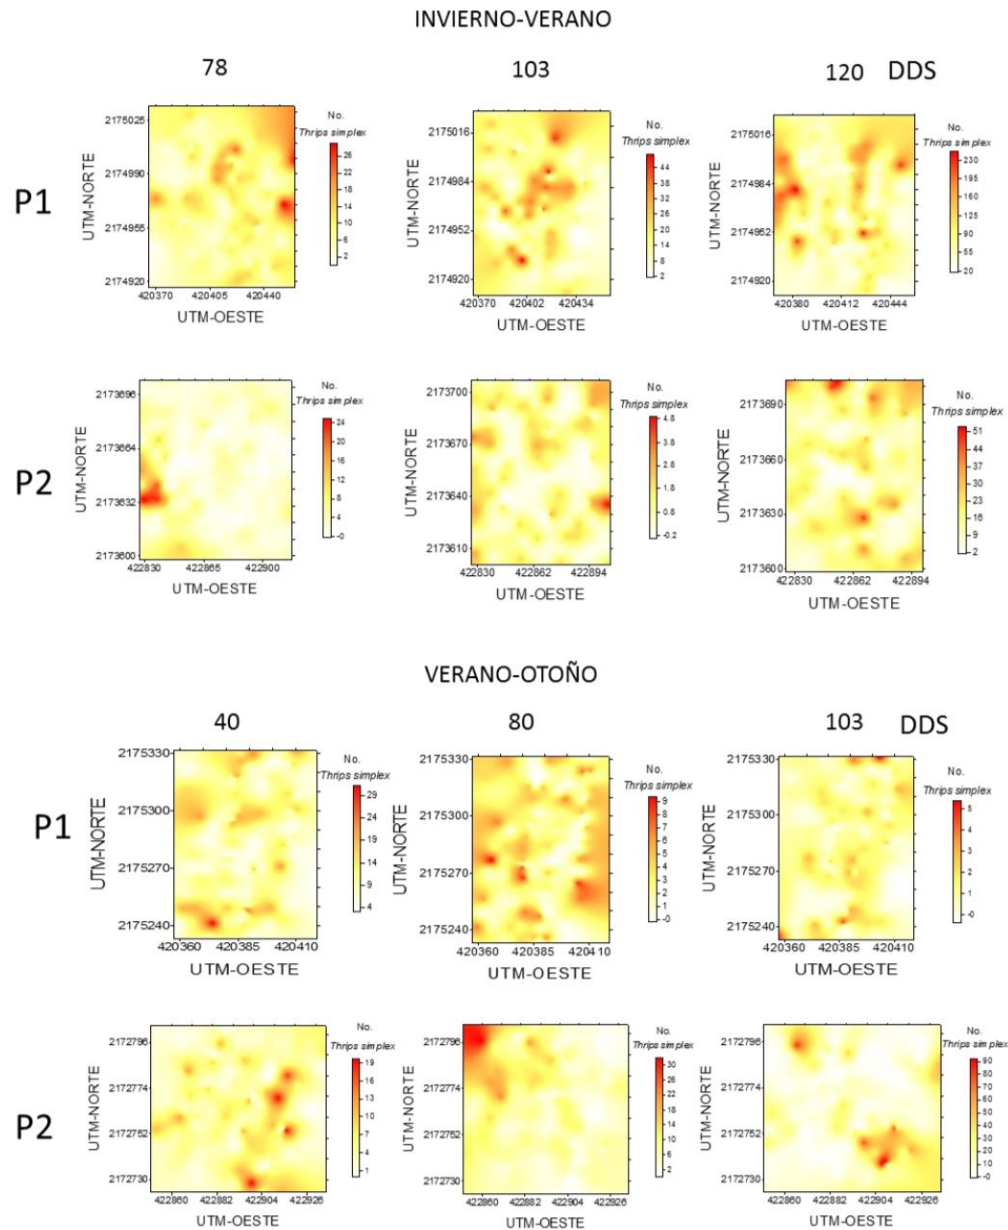 INVIERNO-VERANO
78
103
120 DDS
P1
UTM-NORTE
2175025
2174990
2174955
2174920
420370 420405 420440
UTM-OESTE
No.
Thrips simplex
26
22
18
14
10
6
2
UTM-NORTE
2175016
2174984
2174952
2174920
420370 420402 420434
UTM-OESTE
No.
Thrips simplex
44
38
32
26
20
14
8
2
UTM-NORTE
2175016
2174984
2174952
2174920
420380 420412 420444
UTM-OESTE
No.
Thrips simplex
230
195
160
125
90
55
20
P2
UTM-NORTE
2173696
2173664
2173632
2173600
422830 422865 422900
UTM-OESTE
No.
Thrips simplex
24
20
16
12
8
4
-0
UTM-NORTE
2173700
2173670
2173640
2173610
422830 422862 422894
UTM-OESTE
No.
Thrips simplex
4.8
3.8
2.8
1.8
0.8
-0.2
UTM-NORTE
2173690
2173660
2173630
2173600
422830 422862 422894
UTM-OESTE
No.
Thrips simplex
51
44
37
30
23
16
9
2
VERANO-OTOÑO
40
80
103 DDS
P1
UTM-NORTE
2175330
2175300
2175270
2175240
420360 420385 420410
UTM-OESTE
No.
Thrips simplex
29
24
19
14
9
4
UTM-NORTE
2175330
2175300
2175270
2175240
420360 420385 420410
UTM-OESTE
No.
Thrips simplex
9
8
7
6
5
4
3
2
1
-0
UTM-NORTE
2175330
2175300
2175270
2175240
420360 420385 420410
UTM-OESTE
No.
Thrips simplex
5
4
3
2
1
-0
P2
UTM-NORTE
2172796
2172774
2172752
2172730
422860 422882 422904 422926
UTM-OESTE
No.
Thrips simplex
19
16
13
10
7
4
1
UTM-NORTE
2172796
2172774
2172752
2172730
422860 422882 422904 422926
UTM-OESTE
No.
Thrips simplex
30
26
22
18
14
10
6
2
UTM-NORTE
2172796
2172774
2172752
2172730
422860 422882 422904 422926
UTM-OESTE
No.
Thrips simplex
90
80
70
60
50
40
30
20
10
-0